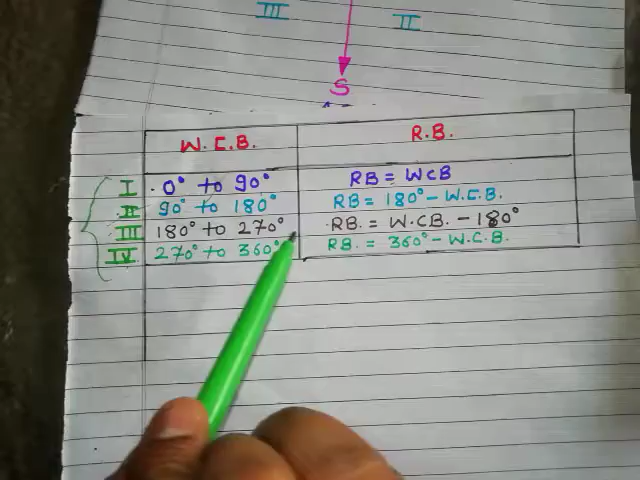 III
II
S
W.C.B. R.B.
I 0° to 90° RB = WCB
II 90° to 180° RB = 180° - W.C.B.
III 180° to 270° RB. = W.CB. - 180°
IV 270° to 360° RB. = 360° - W.C.B.